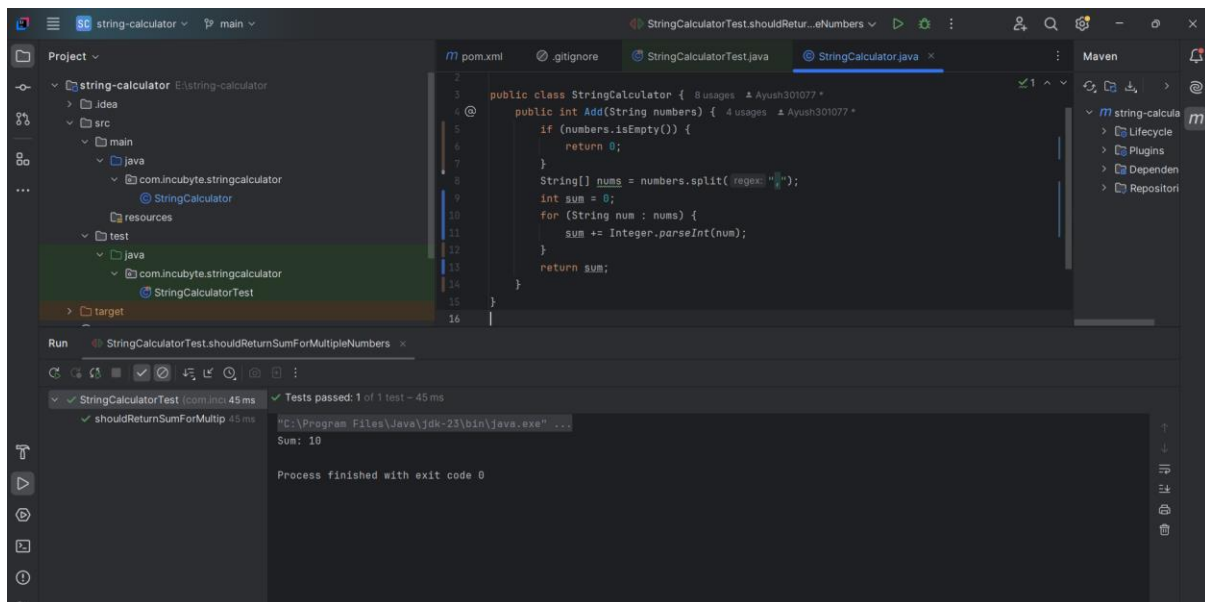 SC string-calculator main StringCalculatorTest.shouldRetur...eNumbers
Project
string-calculator E:\string-calculator
.idea
src
main
java
com.incubyte.stringcalculator
StringCalculator
resources
test
java
com.incubyte.stringcalculator
StringCalculatorTest
target
pom.xml .gitignore StringCalculatorTest.java StringCalculator.java
2
3 public class StringCalculator { 8 usages Ayush301077 *
4 @ public int Add(String numbers) { 4 usages Ayush301077 *
5 if (numbers.isEmpty()) {
6 return 0;
7 }
8 String[] nums = numbers.split( regex: ",");
9 int sum = 0;
10 for (String num : nums) {
11 sum += Integer.parseInt(num);
12 }
13 return sum;
14 }
15 }
16
1
Maven
string-calcula
Lifecycle
Plugins
Dependen
Repositori
Run StringCalculatorTest.shouldReturnSumForMultipleNumbers
StringCalculatorTest (com.inc 45 ms
shouldReturnSumForMultip 45 ms
Tests passed: 1 of 1 test – 45 ms
"C:\Program Files\Java\jdk-23\bin\java.exe" ...
Sum: 10
Process finished with exit code 0